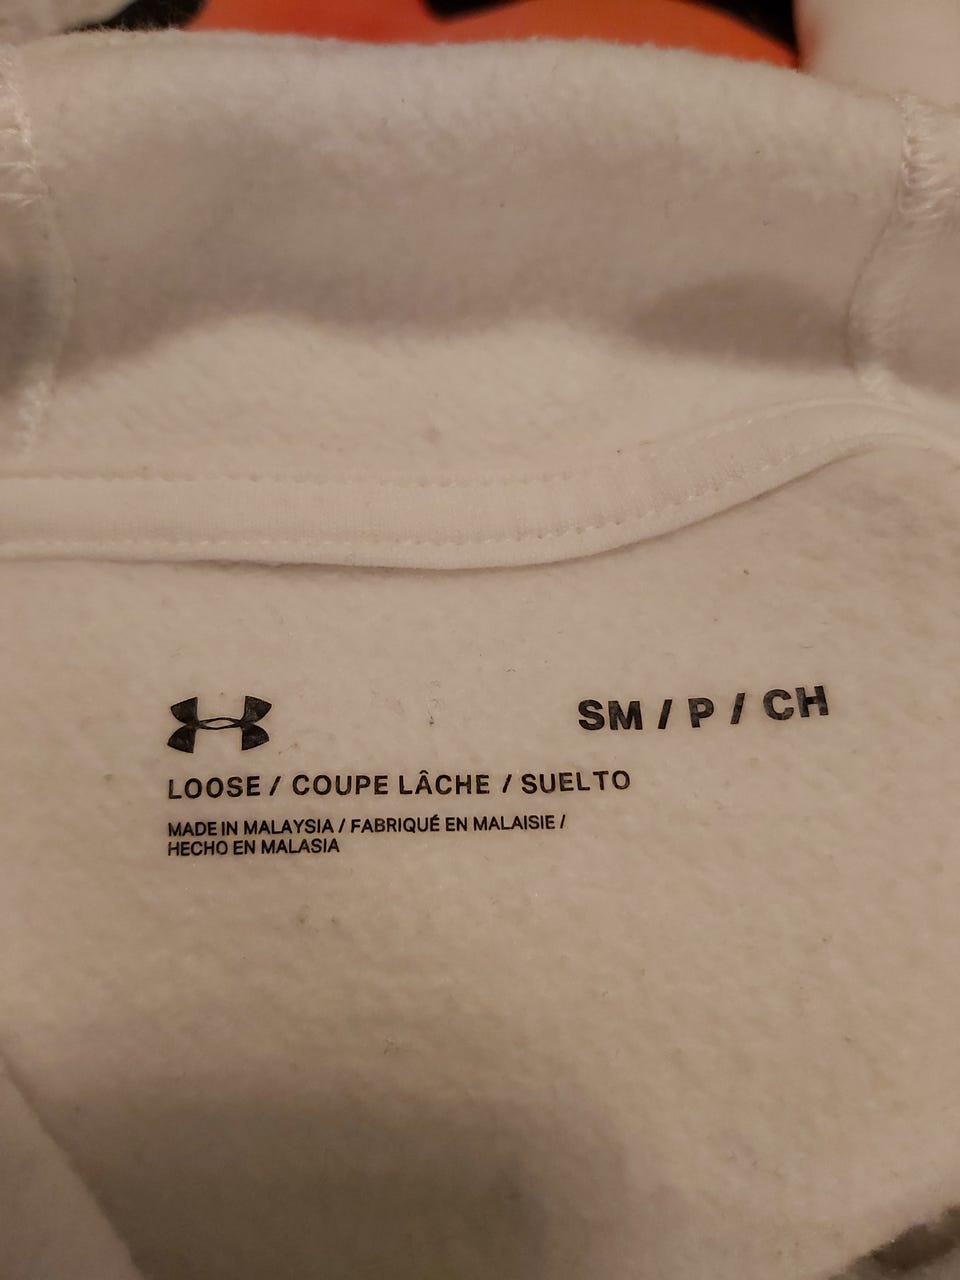 SM / P / CH
LOOSE / COUPE LÂCHE / SUELTO
MADE IN MALAYSIA / FABRIQUÉ EN MALAISIE /
HECHO EN MALASIA